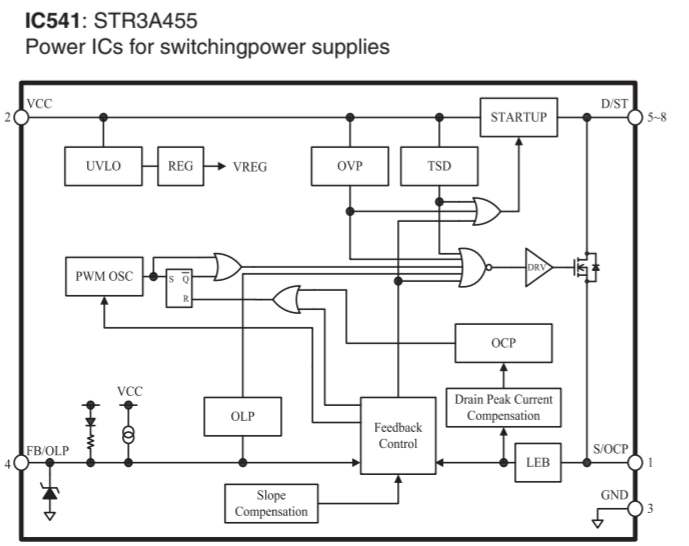 IC541: STR3A455
Power ICs for switchingpower supplies
VCC
D/ST
2
STARTUP
5~8
UVLO
REG
VREG
OVP
TSD
PWM OSC
S Q̅
R
DRV
OCP
VCC
OLP
Drain Peak Current
Compensation
Feedback
Control
FB/OLP
4
LEB
S/OCP
1
Slope
Compensation
GND
3